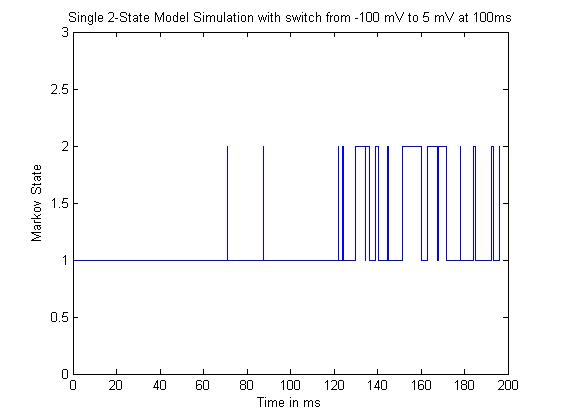 Single 2-State Model Simulation with switch from -100 mV to 5 mV at 100ms
3
2.5
2
1.5
1
0.5
0
Markov State
0 20 40 60 80 100 120 140 160 180 200
Time in ms